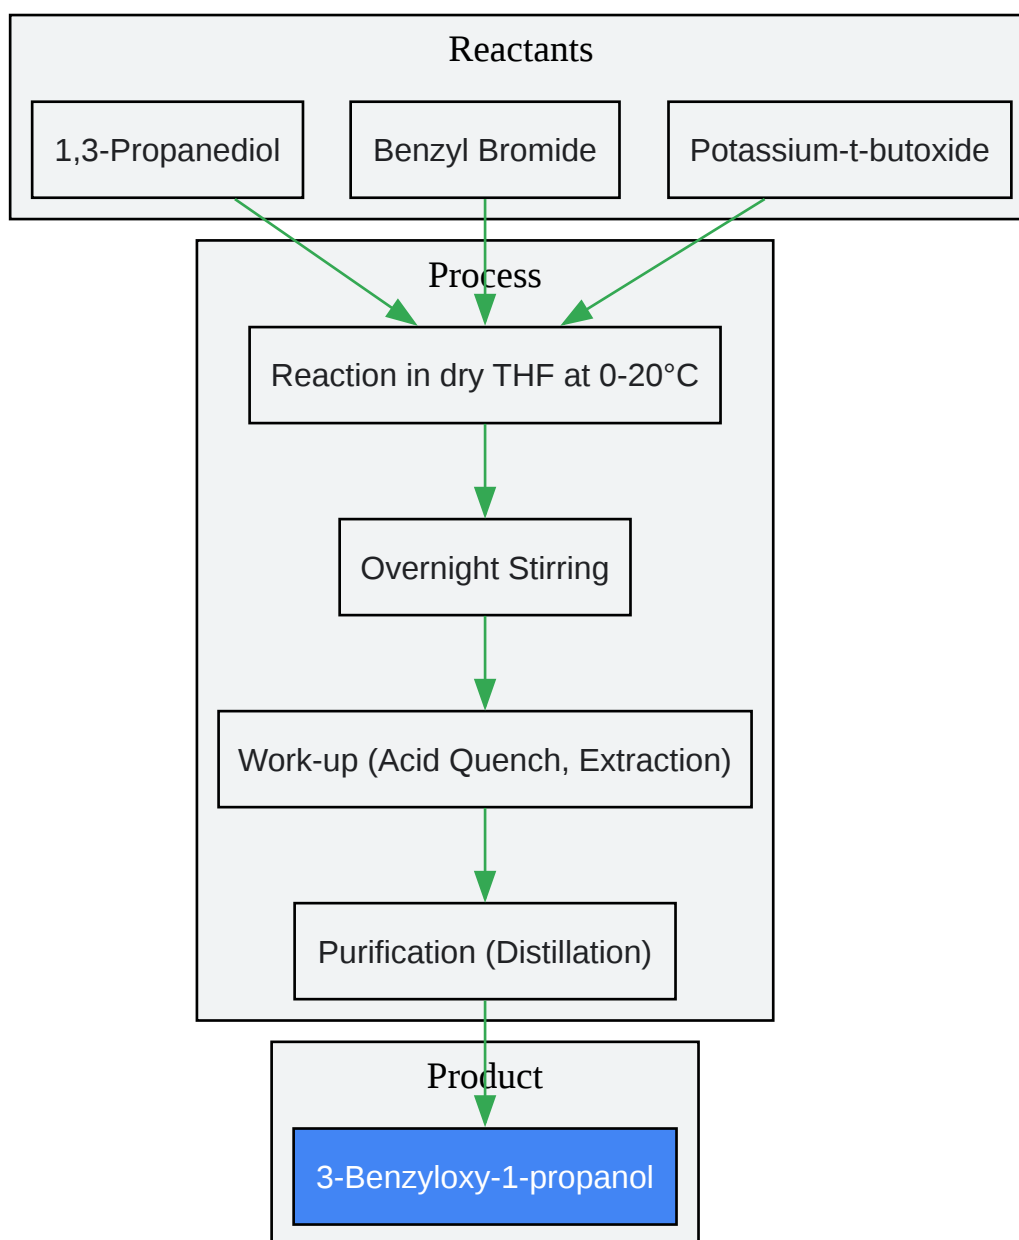 Reactants
1,3-Propanediol
Benzyl Bromide
Potassium-t-butoxide
Process
Reaction in dry THF at 0-20°C
Overnight Stirring
Work-up (Acid Quench, Extraction)
Purification (Distillation)
Product
3-Benzyloxy-1-propanol